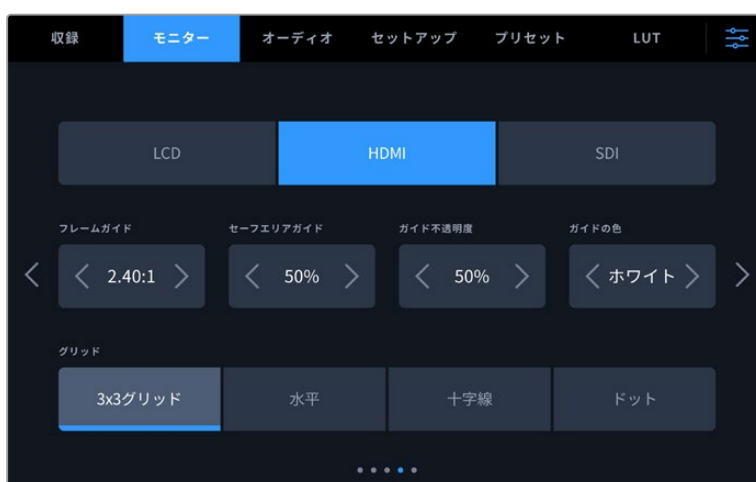 収録 モニター オーディオ セットアップ プリセット LUT
LCD HDMI SDI
フレームガイド セーフエリアガイド ガイド不透明度 ガイドの色
2.40:1 50% 50% ホワイト
グリッド
3x3グリッド 水平 十字線 ドット